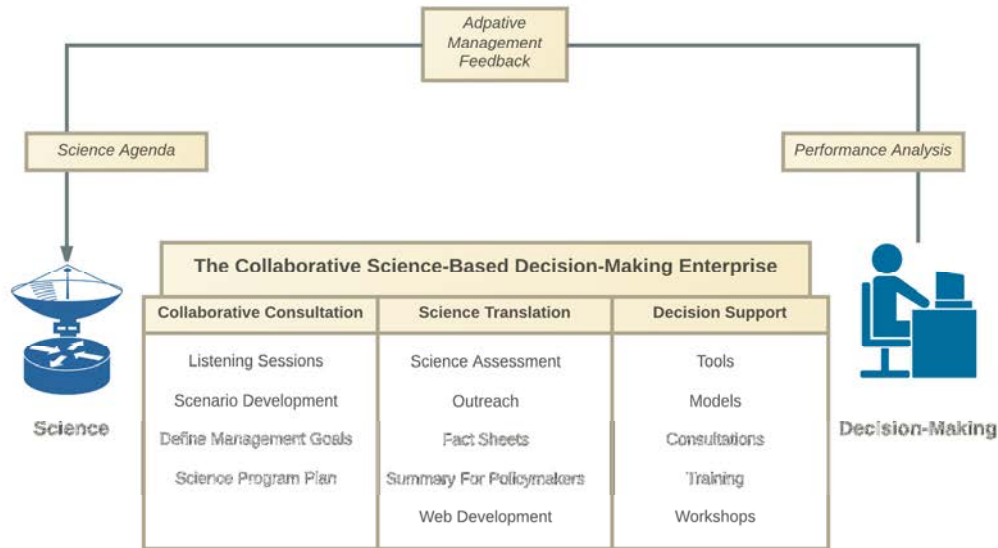 Adpative
Management
Feedback
Science Agenda
Performance Analysis
The Collaborative Science-Based Decision-Making Enterprise
Collaborative Consultation
Science Translation
Decision Support
Listening Sessions
Science Assessment
Tools
Scenario Development
Outreach
Models
Define Management Goals
Fact Sheets
Consultations
Science Program Plan
Summary For Policymakers
Training
Web Development
Workshops
Science
Decision-Making